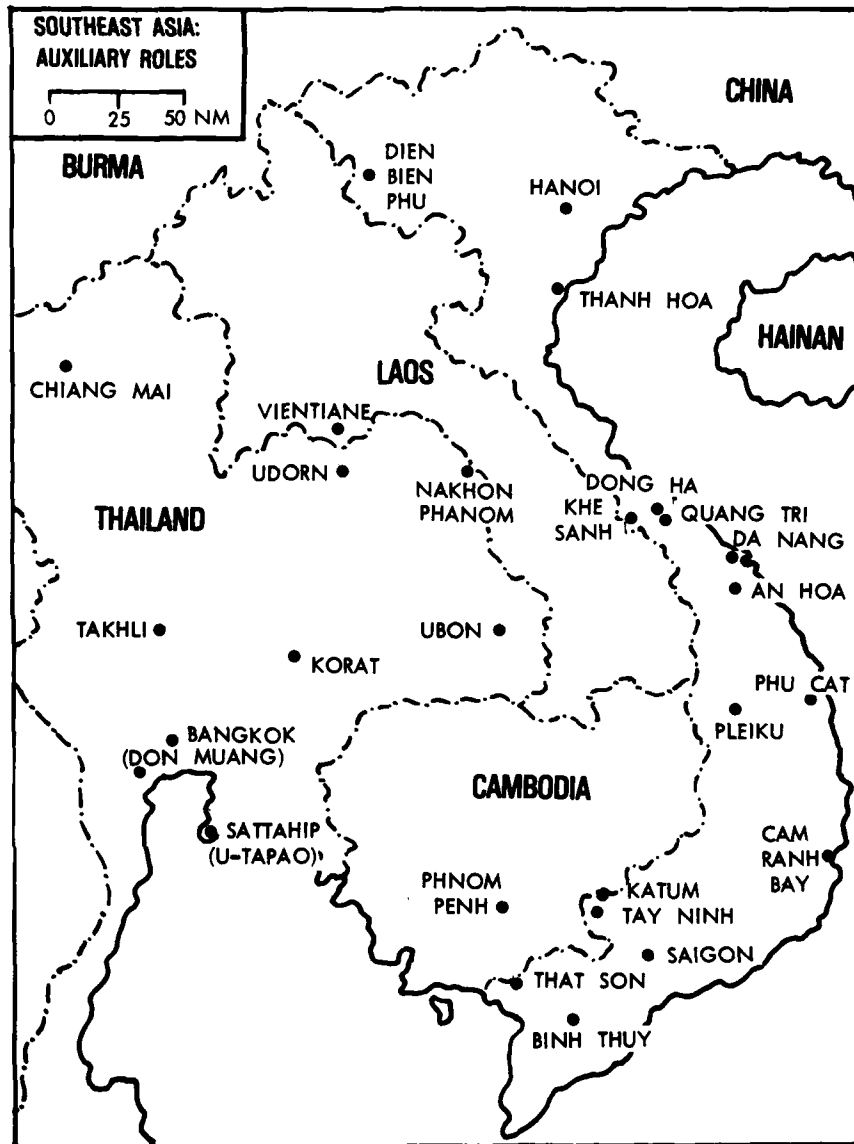 SOUTHEAST ASIA:
AUXILIARY ROLES
0 25 50 NM
CHINA
BURMA
DIEN
BIEN
PHU
HANOI
THANH HOA
HAINAN
LAOS
CHIANG MAI
VIENTIANE
UDORN
NAKHON
PHANOM
DONG HA
KHE
SANH
QUANG TRI
DA NANG
AN HOA
THAILAND
TAKHLI
KORAT
UBON
PHU CAT
PLEIKU
BANGKOK
(DON MUANG)
CAMBODIA
SATTAHIP
(U-TAPAO)
CAM
RANH
BAY
PHNOM
PENH
KATUM
TAY NINH
SAIGON
THAT SON
BINH THUY